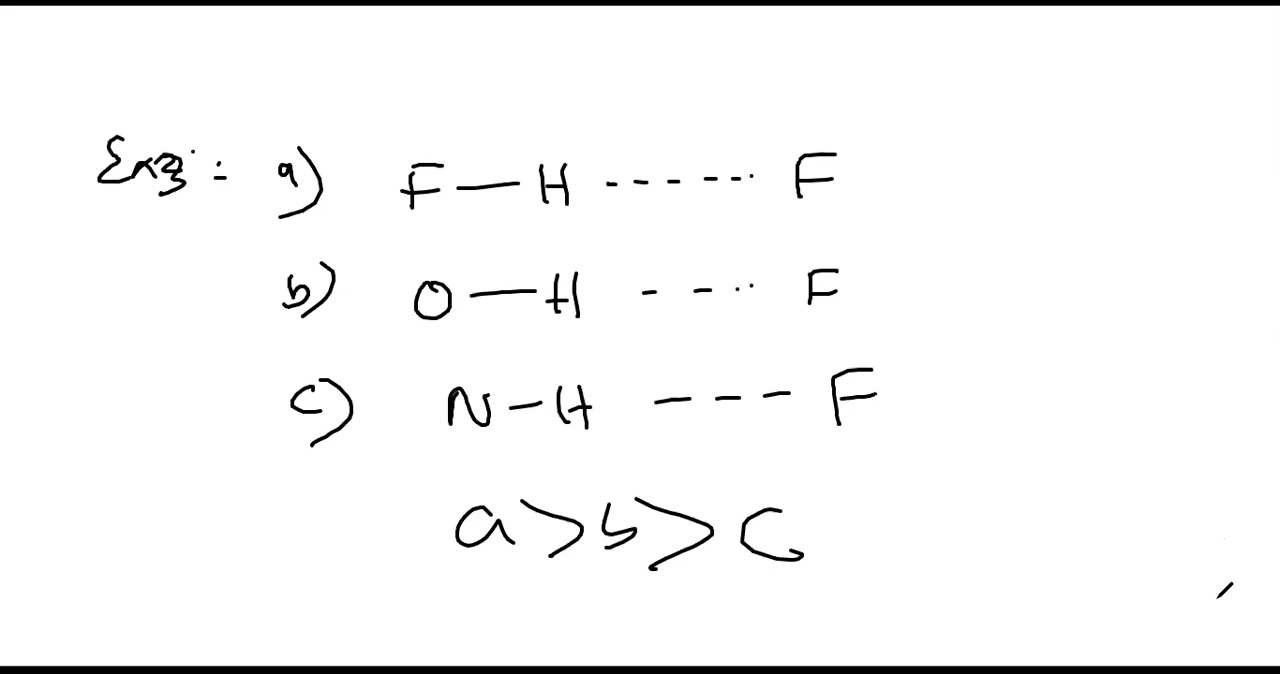 Ex3 : a) F — H ------ F
b) O — H ---- F
c) N - H --- F
a > b > c